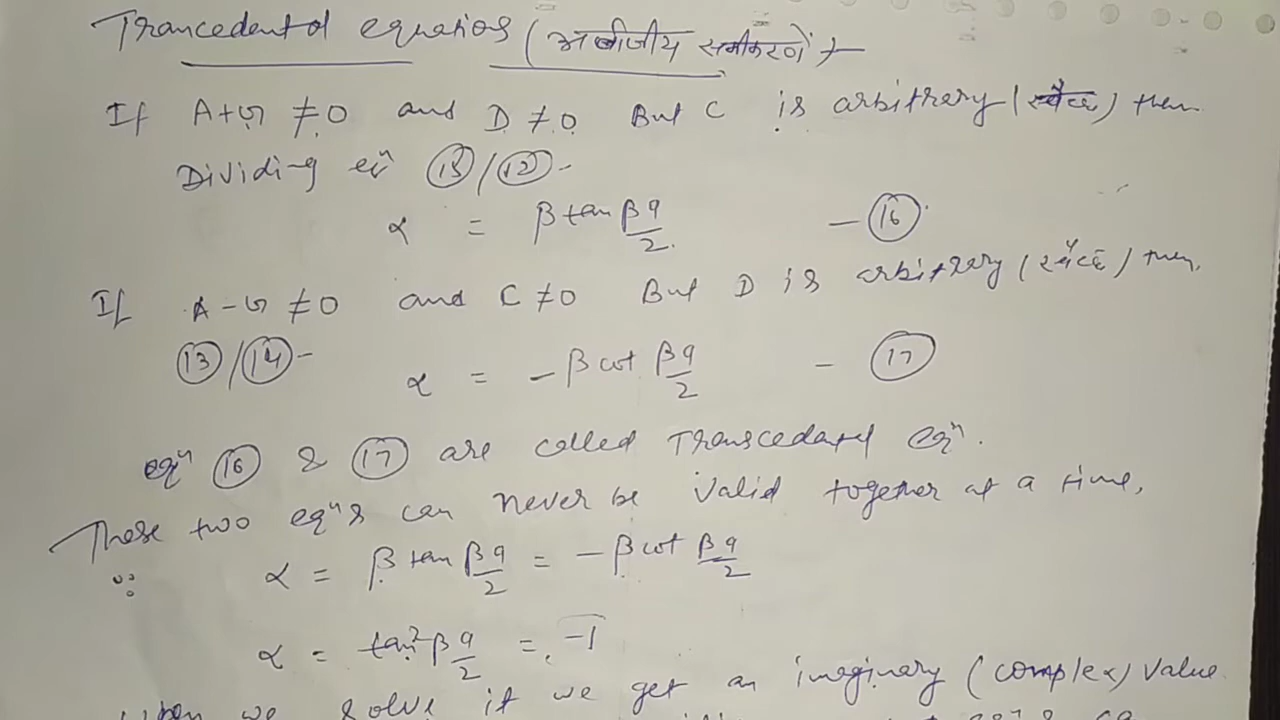 Trancedental equations (अबीजीय समीकरणें) -
If A+G ≠ 0 and D ≠ 0 But C is arbitrary ( ) then
Dividing eqⁿ (13)/(12) -
α = β tan βa/2 - (16)
If A-G ≠ 0 and C ≠ 0 But D is arbitrary ( ) then,
(13)/(14) -
α = -β cot βa/2 - (17)
eqⁿ (16) & (17) are called Transcedatel eqⁿ.
These two eqⁿs can never be valid together at a time,
∵ α = β tan βa/2 = -β cot βa/2
α = tan² β a/2 = -1
When we solve it we get an imaginary (complex) value